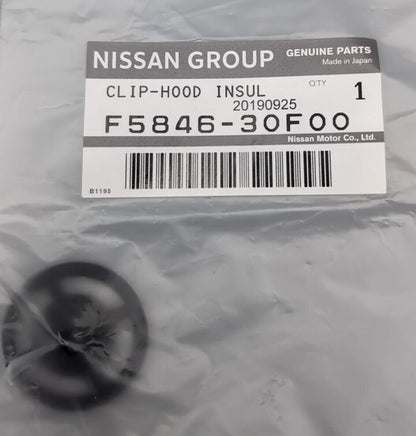 NISSAN GROUP GENUINE PARTS
Made in Japan
CLIP-HOOD INSUL Q'TY 1
20190925
F5846-30F00
Nissan Motor Co., Ltd.
B1195